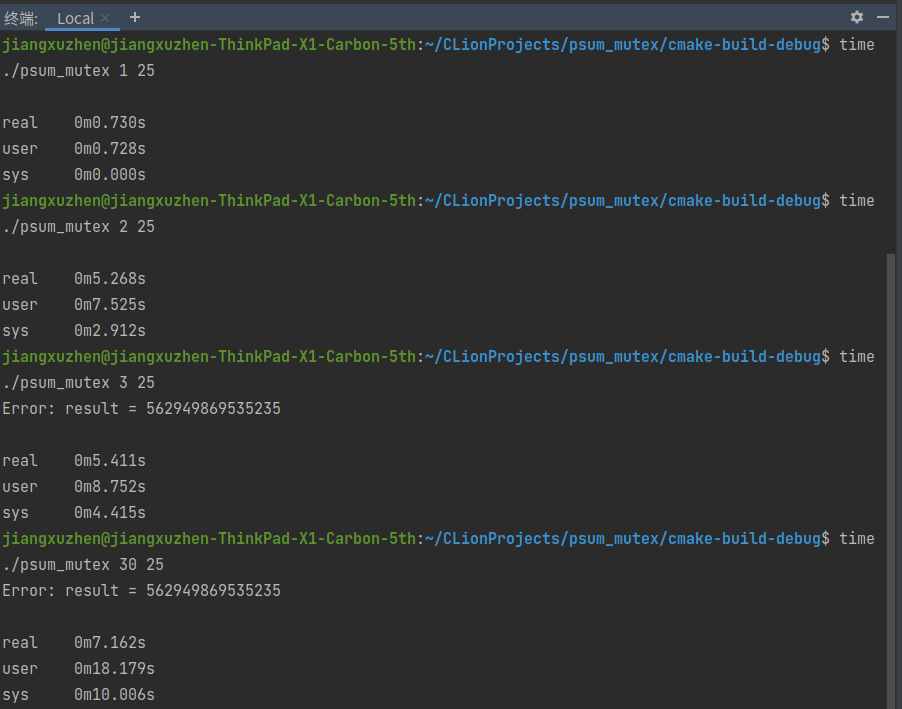 终端: Local × +
jiangxuzhen@jiangxuzhen-ThinkPad-X1-Carbon-5th:~/CLionProjects/psum_mutex/cmake-build-debug$ time
./psum_mutex 1 25
real 0m0.730s
user 0m0.728s
sys 0m0.000s
jiangxuzhen@jiangxuzhen-ThinkPad-X1-Carbon-5th:~/CLionProjects/psum_mutex/cmake-build-debug$ time
./psum_mutex 2 25
real 0m5.268s
user 0m7.525s
sys 0m2.912s
jiangxuzhen@jiangxuzhen-ThinkPad-X1-Carbon-5th:~/CLionProjects/psum_mutex/cmake-build-debug$ time
./psum_mutex 3 25
Error: result = 562949869535235
real 0m5.411s
user 0m8.752s
sys 0m4.415s
jiangxuzhen@jiangxuzhen-ThinkPad-X1-Carbon-5th:~/CLionProjects/psum_mutex/cmake-build-debug$ time
./psum_mutex 30 25
Error: result = 562949869535235
real 0m7.162s
user 0m18.179s
sys 0m10.006s